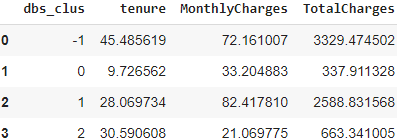 dbs_clus tenure MonthlyCharges TotalCharges
0 -1 45.485619 72.161007 3329.474502
1 0 9.726562 33.204883 337.911328
2 1 28.069734 82.417810 2588.831568
3 2 30.590608 21.069775 663.341005